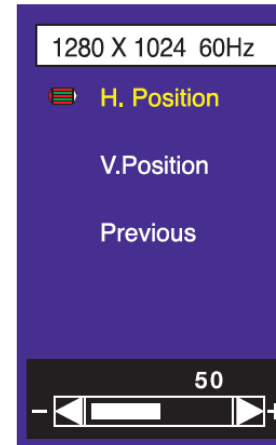 1280 X 1024 60Hz
H. Position
V.Position
Previous
50
- +